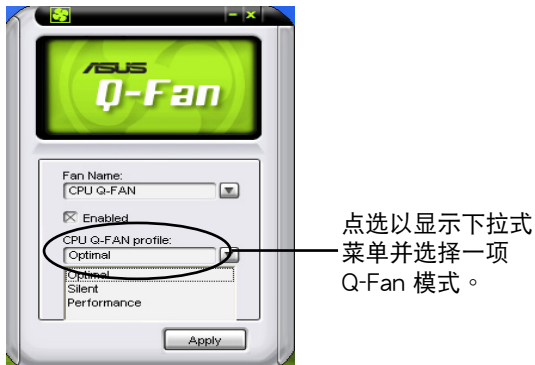 ASUS
Q-Fan
Fan Name:
CPU Q-FAN
Enabled
CPU Q-FAN profile:
Optimal
Optimal
Silent
Performance
Apply
点选以显示下拉式
菜单并选择一项
Q-Fan 模式。